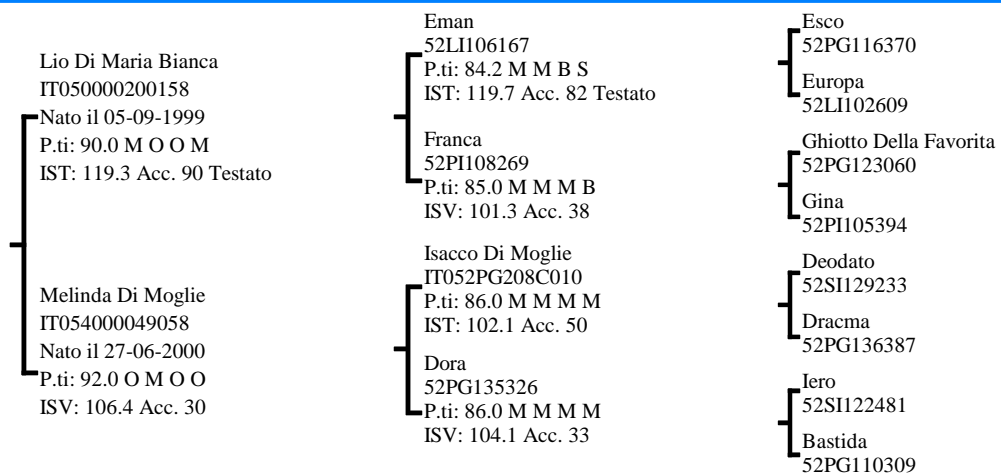 Lio Di Maria Bianca
IT050000200158
Nato il 05-09-1999
P.ti: 90.0 M O O M
IST: 119.3 Acc. 90 Testato
Melinda Di Moglie
IT054000049058
Nato il 27-06-2000
P.ti: 92.0 O M O O
ISV: 106.4 Acc. 30
Eman
52LI106167
P.ti: 84.2 M M B S
IST: 119.7 Acc. 82 Testato
Franca
52PI108269
P.ti: 85.0 M M M B
ISV: 101.3 Acc. 38
Isacco Di Moglie
IT052PG208C010
P.ti: 86.0 M M M M
IST: 102.1 Acc. 50
Dora
52PG135326
P.ti: 86.0 M M M M
ISV: 104.1 Acc. 33
Esco
52PG116370
Europa
52LI102609
Ghiotto Della Favorita
52PG123060
Gina
52PI105394
Deodato
52SI129233
Dracma
52PG136387
Iero
52SI122481
Bastida
52PG110309